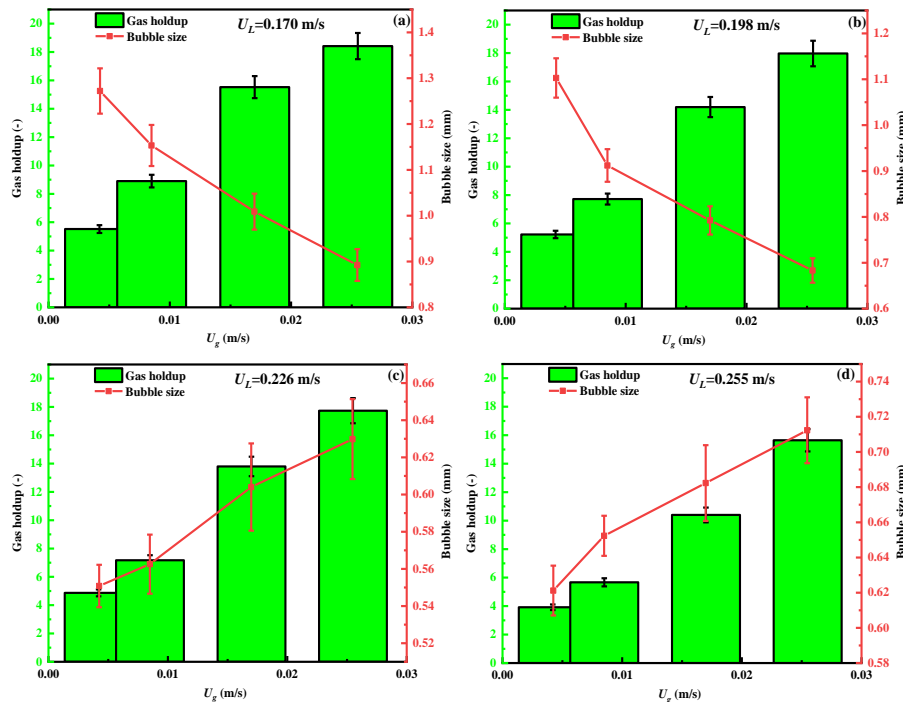 Gas holdup
Bubble size
U_L=0.170 m/s
(a)
Gas holdup (-)
Bubble size (mm)
20
18
16
14
12
10
8
6
4
2
0
1.4
1.3
1.2
1.1
1.0
0.9
0.8
0.00 0.01 0.02 0.03
U_g (m/s)
Gas holdup
Bubble size
U_L=0.198 m/s
(b)
Gas holdup (-)
Bubble size (mm)
20
18
16
14
12
10
8
6
4
2
0
1.2
1.1
1.0
0.9
0.8
0.7
0.6
0.00 0.01 0.02 0.03
U_g (m/s)
Gas holdup
Bubble size
U_L=0.226 m/s
(c)
Gas holdup (-)
Bubble size (mm)
20
18
16
14
12
10
8
6
4
2
0
0.66
0.64
0.62
0.60
0.58
0.56
0.54
0.52
0.00 0.01 0.02 0.03
U_g (m/s)
Gas holdup
Bubble size
U_L=0.255 m/s
(d)
Gas holdup (-)
Bubble size (mm)
20
18
16
14
12
10
8
6
4
2
0
0.74
0.72
0.70
0.68
0.66
0.64
0.62
0.60
0.58
0.00 0.01 0.02 0.03
U_g (m/s)